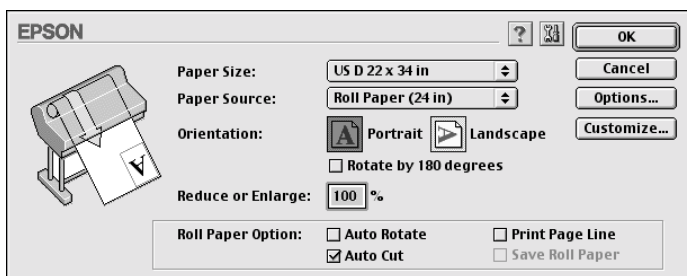 EPSON
?
OK
Paper Size: US D 22 x 34 in
Cancel
Paper Source: Roll Paper (24 in)
Options...
Orientation: A Portrait A Landscape
Customize...
Rotate by 180 degrees
A
Reduce or Enlarge: 100 %
Roll Paper Option: Auto Rotate Print Page Line
Auto Cut Save Roll Paper